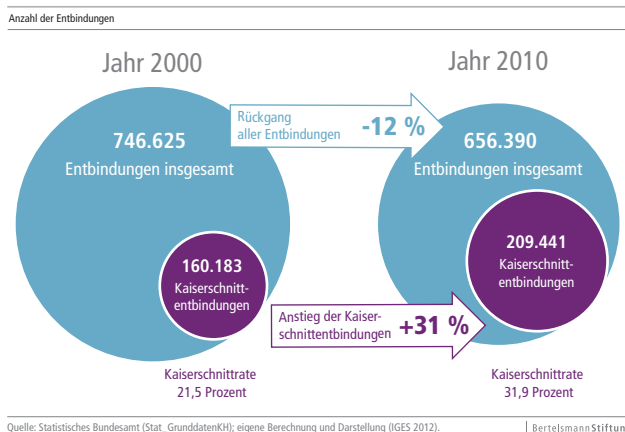 Anzahl der Entbindungen
Jahr 2000
Jahr 2010
746.625
Entbindungen insgesamt
Rückgang
aller Entbindungen
-12 %
656.390
Entbindungen insgesamt
160.183
Kaiserschnitt-
entbindungen
209.441
Kaiserschnitt-
entbindungen
Anstieg der Kaiser-
schnittentbindungen
+31 %
Kaiserschnittrate
21,5 Prozent
Kaiserschnittrate
31,9 Prozent
Quelle: Statistisches Bundesamt (Stat_GrunddatenKH); eigene Berechnung und Darstellung (IGES 2012).
BertelsmannStiftun